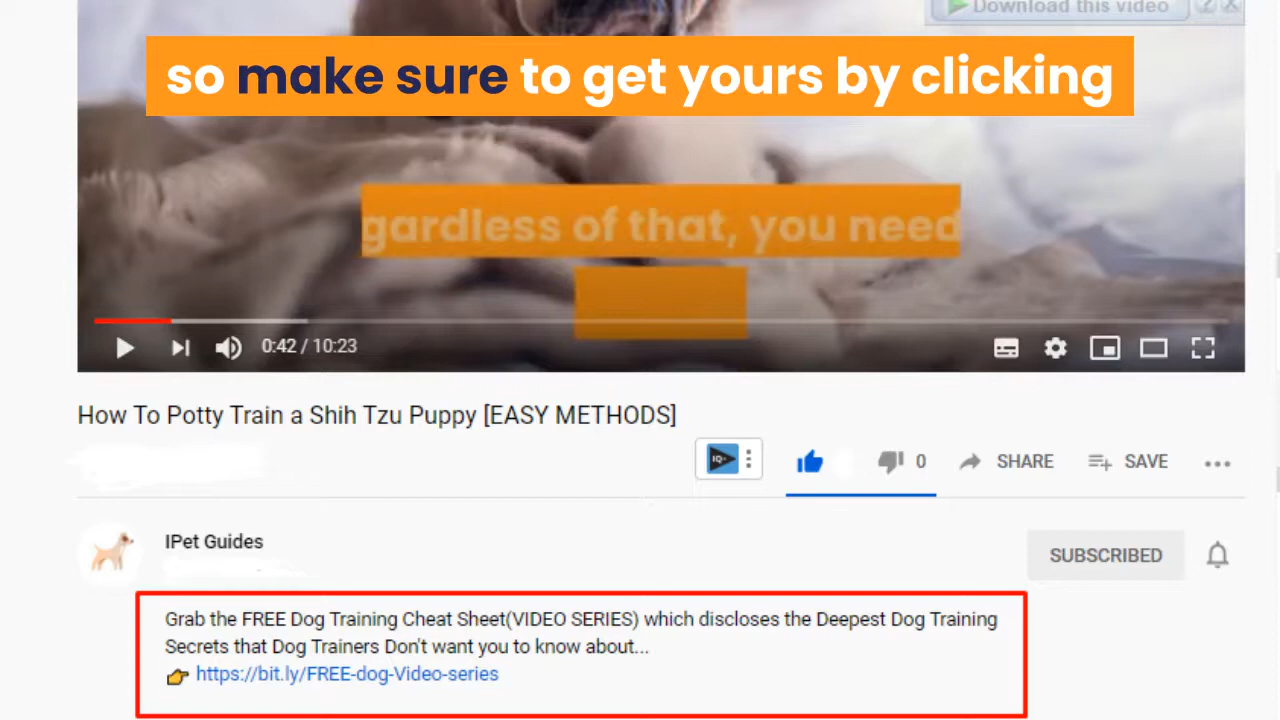 Download this video
so make sure to get yours by clicking
gardless of that, you need
0:42 / 10:23
How To Potty Train a Shih Tzu Puppy [EASY METHODS]
IQ
0
SHARE
SAVE
IPet Guides
SUBSCRIBED
Grab the FREE Dog Training Cheat Sheet(VIDEO SERIES) which discloses the Deepest Dog Training
Secrets that Dog Trainers Don't want you to know about...
https://bit.ly/FREE-dog-Video-series